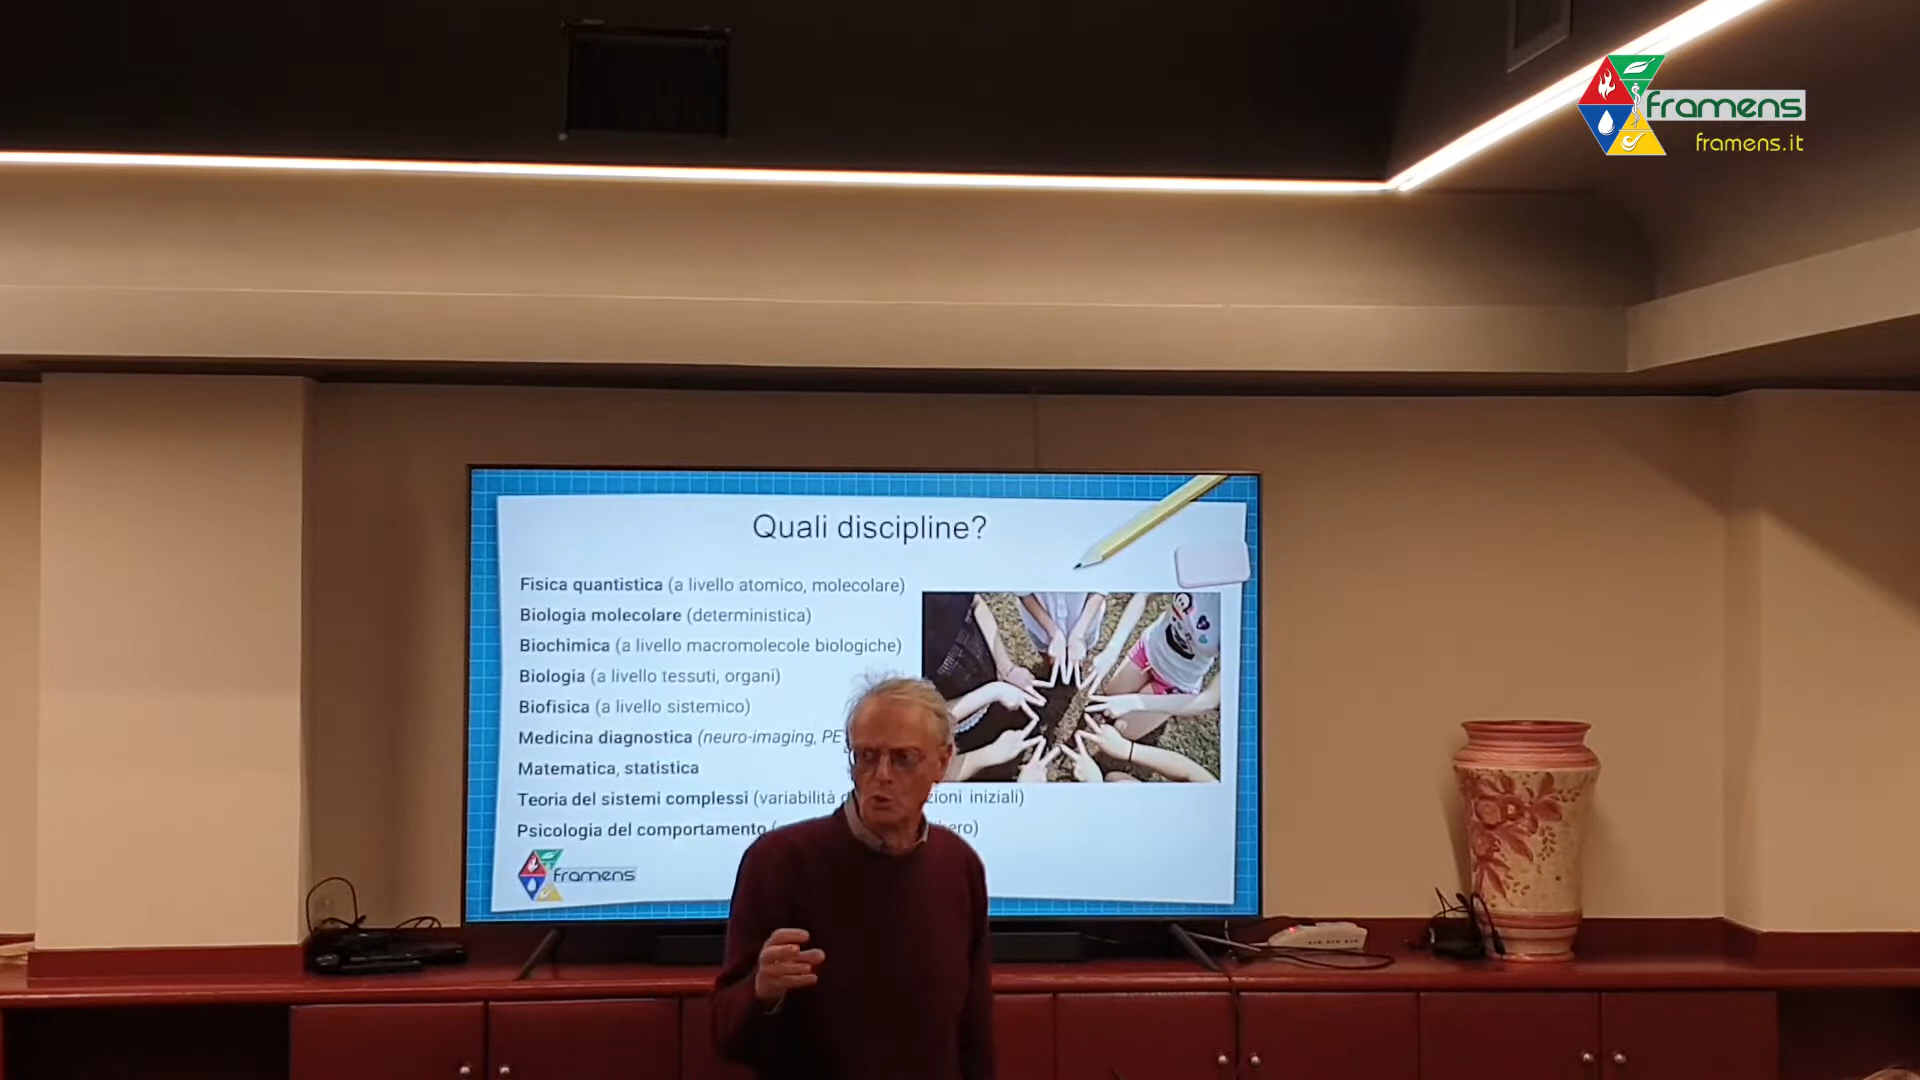 framens
framens.it
Quali discipline?
Fisica quantistica (a livello atomico, molecolare)
Biologia molecolare (deterministica)
Biochimica (a livello macromolecole biologiche)
Biologia (a livello tessuti, organi)
Biofisica (a livello sistemico)
Medicina diagnostica (neuro-imaging,
Matematica, statistica
Teoria del sistemi complessi (variabilità iniziali)
Psicologia del comportamento
framens